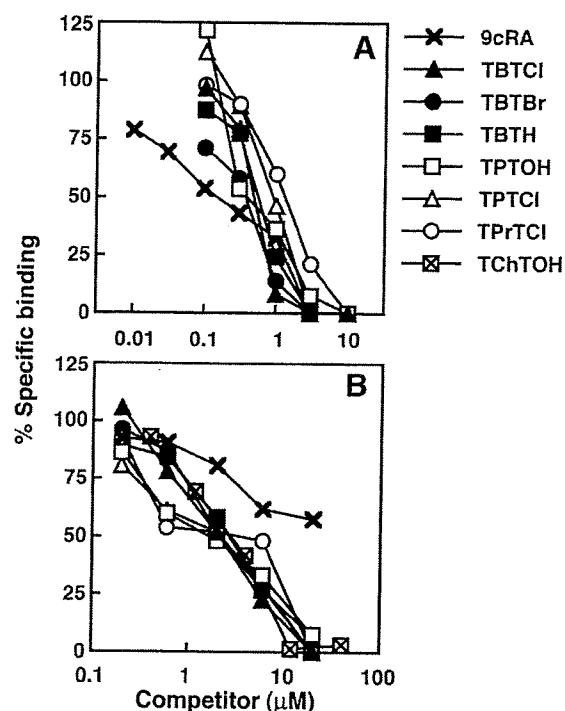 125
100
75
50
25
0
0.01 0.1 1 10
A
9cRA
TBTCl
TBTBr
TBTH
TPTOH
TPTCl
TPrTCl
TChTOH
% Specific binding
125
100
75
50
25
0
0.1 1 10 100
B
Competitor (μM)